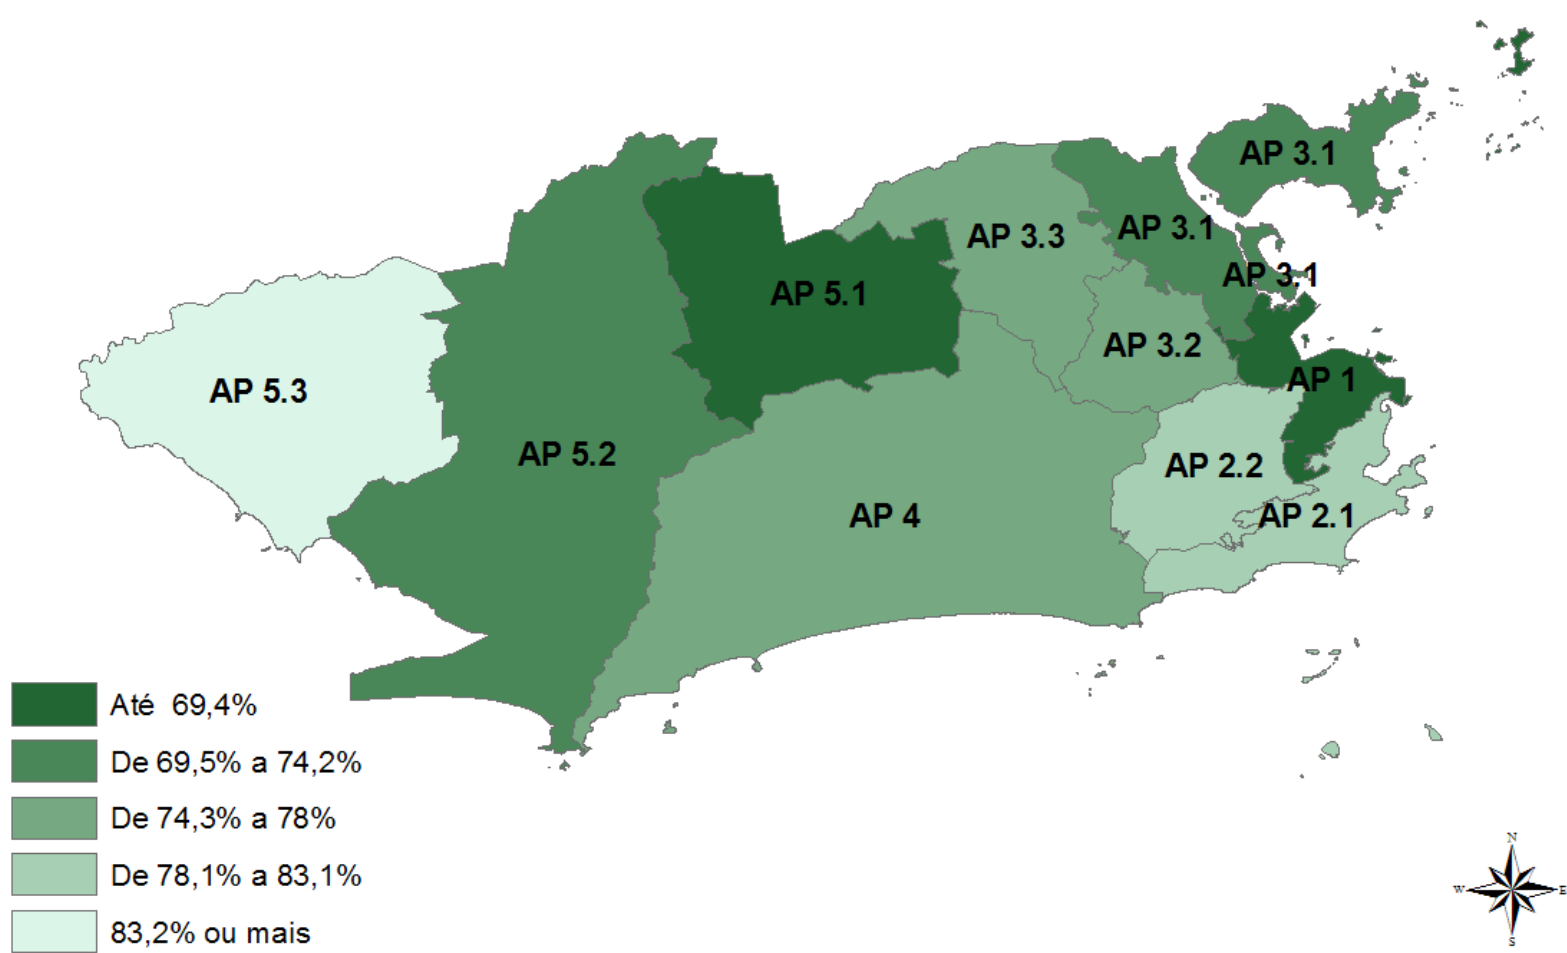 AP 3.1
AP 3.1
AP 3.3
AP 3.1
AP 5.1
AP 3.2
AP 1
AP 5.3
AP 5.2
AP 2.2
AP 4
AP 2.1
Até 69,4%
De 69,5% a 74,2%
De 74,3% a 78%
De 78,1% a 83,1%
83,2% ou mais
N
W
E
S